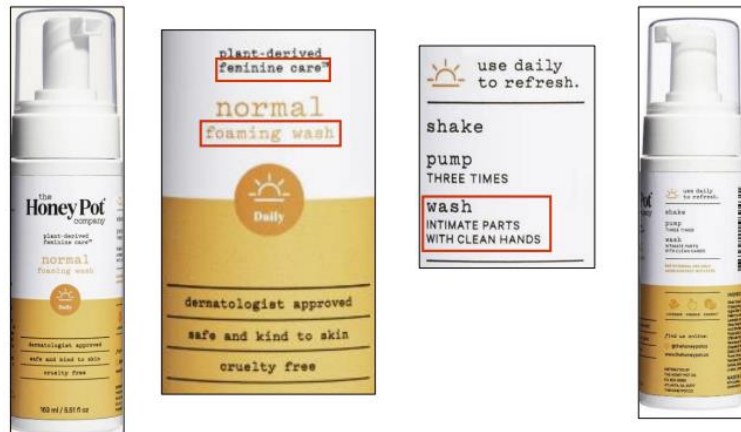 the
Honey Pot
company
plant-derived
feminine care™
normal
foaming wash
Daily
dermatologist approved
safe and kind to skin
cruelty free
163 ml / 5.51 fl oz
plant-derived
feminine care™
normal
foaming wash
Daily
dermatologist approved
safe and kind to skin
cruelty free
use daily
to refresh.
shake
pump
THREE TIMES
wash
INTIMATE PARTS
WITH CLEAN HANDS
Pot
use daily
to refresh.
shake
pump
THREE TIMES
wash
INTIMATE PARTS
WITH CLEAN HANDS
find us online
@thehoneypotco
www.thehoneypot.co